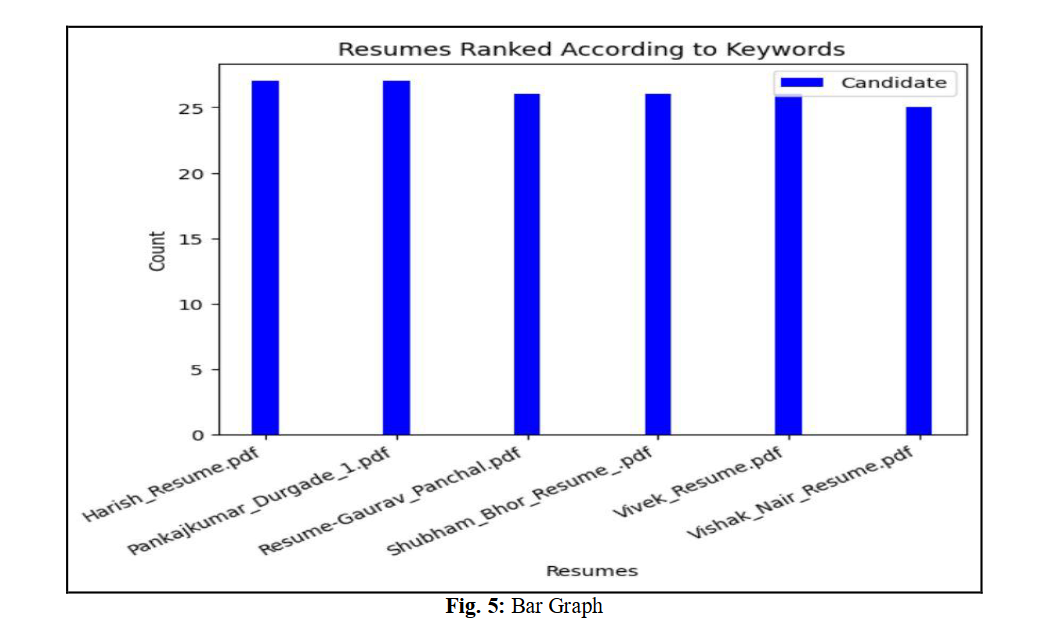 Resumes Ranked According to Keywords
Candidate
25
20
15
10
5
0
Count
Harish_Resume.pdf
Pankajkumar_Durgade_1.pdf
Resume-Gaurav_Panchal.pdf
Shubham_Bhor_Resume_.pdf
Vivek_Resume.pdf
Vishak_Nair_Resume.pdf
Resumes
Fig. 5: Bar Graph